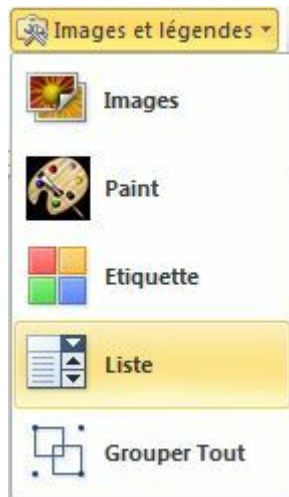 Images et légendes
Images
Paint
Etiquette
Liste
Grouper Tout